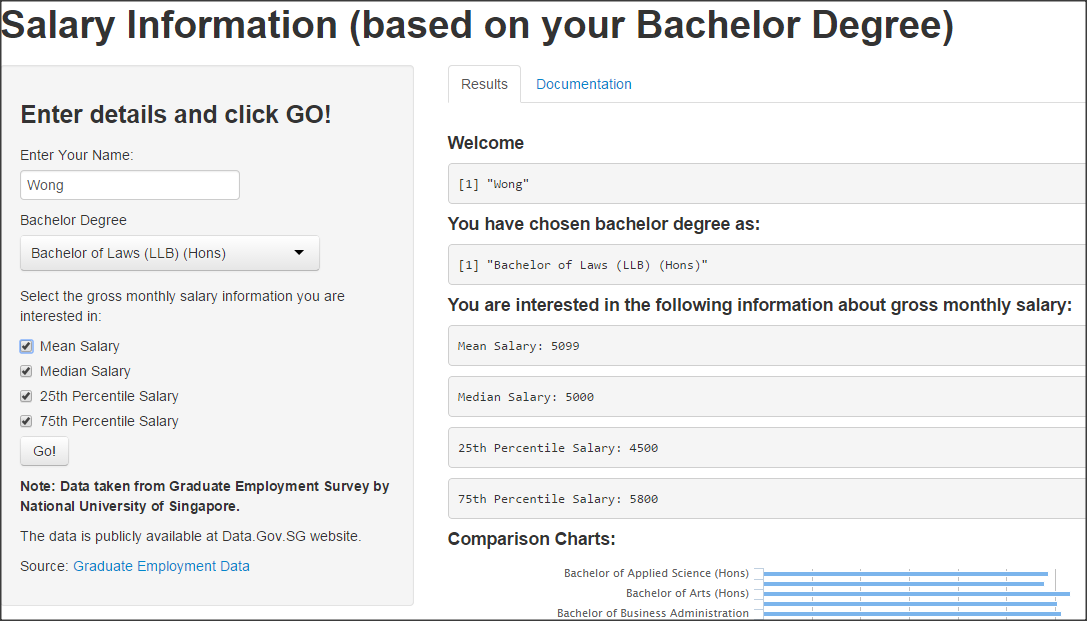 Salary Information (based on your Bachelor Degree)
Enter details and click GO!
Enter Your Name:
Wong
Bachelor Degree
Bachelor of Laws (LLB) (Hons)
Select the gross monthly salary information you are
interested in:
Mean Salary
Median Salary
25th Percentile Salary
75th Percentile Salary
Go!
Note: Data taken from Graduate Employment Survey by
National University of Singapore.
The data is publicly available at Data.Gov.SG website.
Source: Graduate Employment Data
Results Documentation
Welcome
[1] "Wong"
You have chosen bachelor degree as:
[1] "Bachelor of Laws (LLB) (Hons)"
You are interested in the following information about gross monthly salary:
Mean Salary: 5099
Median Salary: 5000
25th Percentile Salary: 4500
75th Percentile Salary: 5800
Comparison Charts:
Bachelor of Applied Science (Hons)
Bachelor of Arts (Hons)
Bachelor of Business Administration